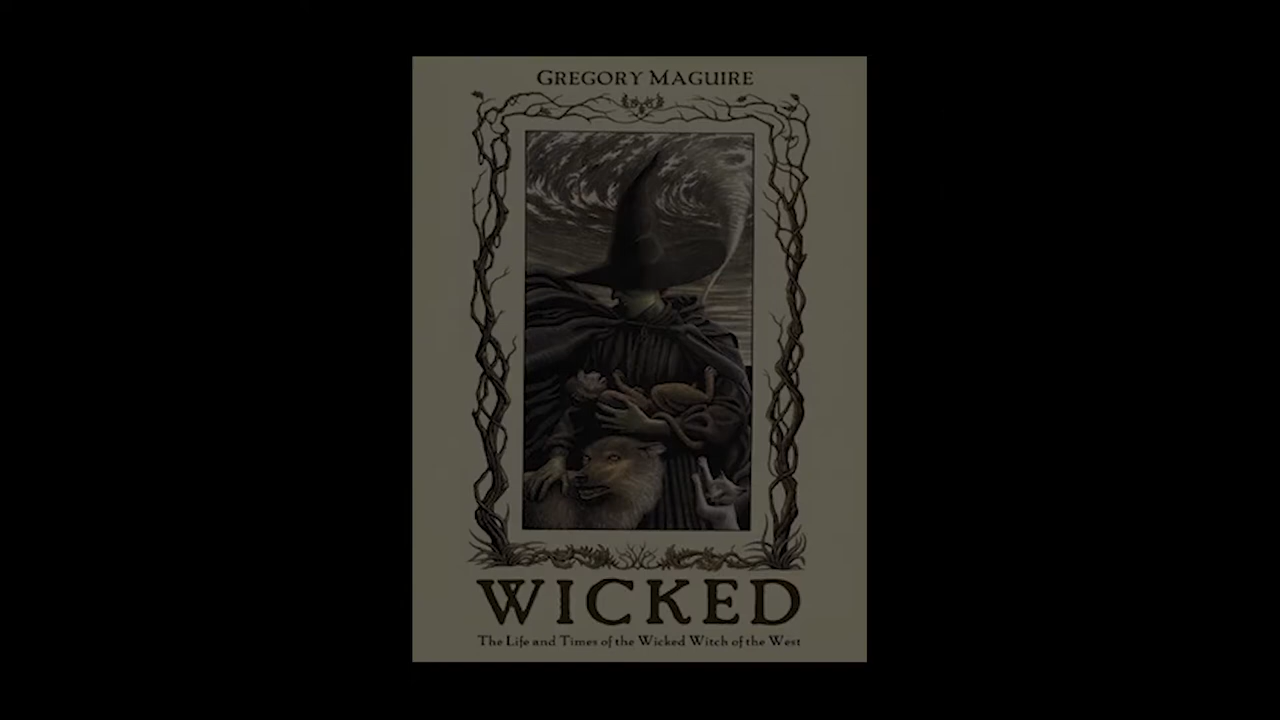 GREGORY MAGUIRE
WICKED
The Life and Times of the Wicked Witch of the West